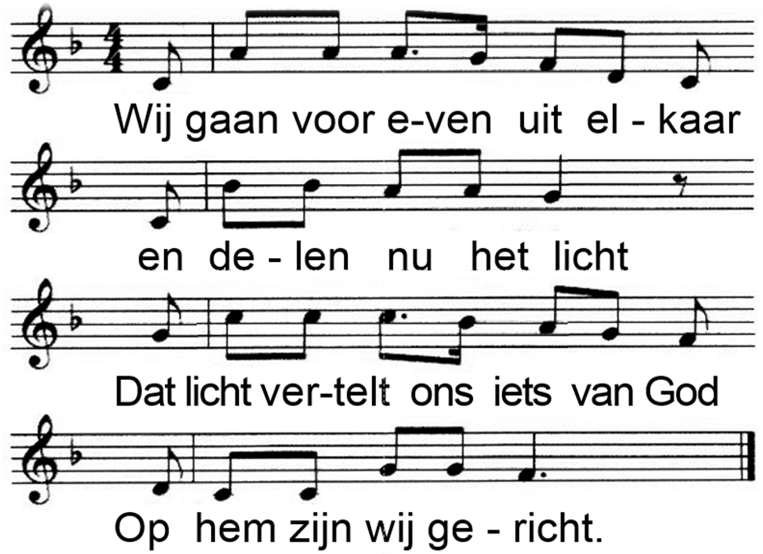 Wij gaan voor e-ven uit el - kaar
en de - len nu het licht
Dat licht ver-telt ons iets van God
Op hem zijn wij ge - richt.